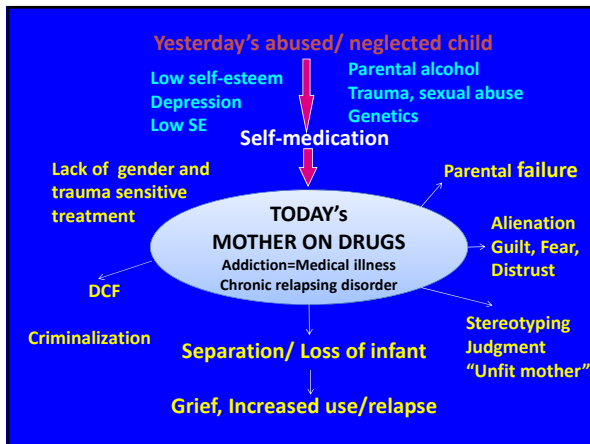 Yesterday's abused/ neglected child
Low self-esteem
Depression
Low SE
Parental alcohol
Trauma, sexual abuse
Genetics
Self-medication
Lack of gender and
trauma sensitive
treatment
Parental failure
TODAY's
MOTHER ON DRUGS
Addiction=Medical illness
Chronic relapsing disorder
Alienation
Guilt, Fear,
Distrust
DCF
Criminalization
Separation/ Loss of infant
Stereotyping
Judgment
“Unfit mother”
Grief, Increased use/relapse